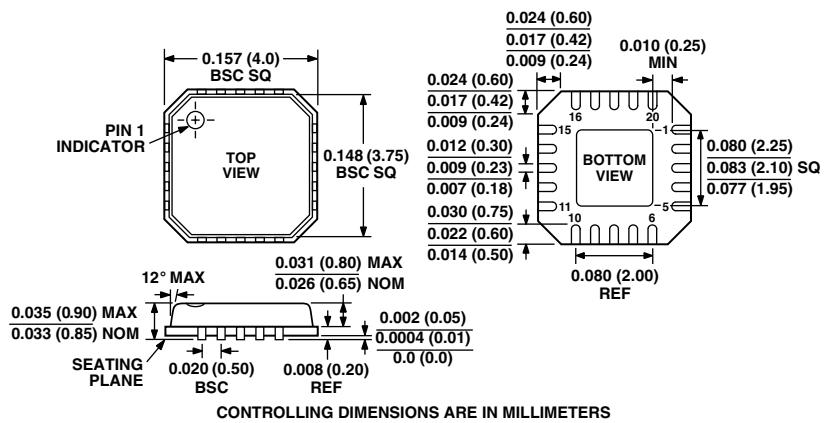 0.157 (4.0)
BSC SQ
PIN 1
INDICATOR
TOP
VIEW
0.148 (3.75)
BSC SQ
0.024 (0.60)
0.017 (0.42)
0.009 (0.24)
0.010 (0.25)
MIN
0.024 (0.60)
0.017 (0.42)
0.009 (0.24)
0.012 (0.30)
0.009 (0.23)
0.007 (0.18)
0.030 (0.75)
0.022 (0.60)
0.014 (0.50)
16
20
15
1
BOTTOM
VIEW
11
5
10
6
0.080 (2.25)
0.083 (2.10) SQ
0.077 (1.95)
0.080 (2.00)
REF
12° MAX
0.031 (0.80) MAX
0.026 (0.65) NOM
0.035 (0.90) MAX
0.033 (0.85) NOM
SEATING
PLANE
0.020 (0.50)
BSC
0.008 (0.20)
REF
0.002 (0.05)
0.0004 (0.01)
0.0 (0.0)
CONTROLLING DIMENSIONS ARE IN MILLIMETERS